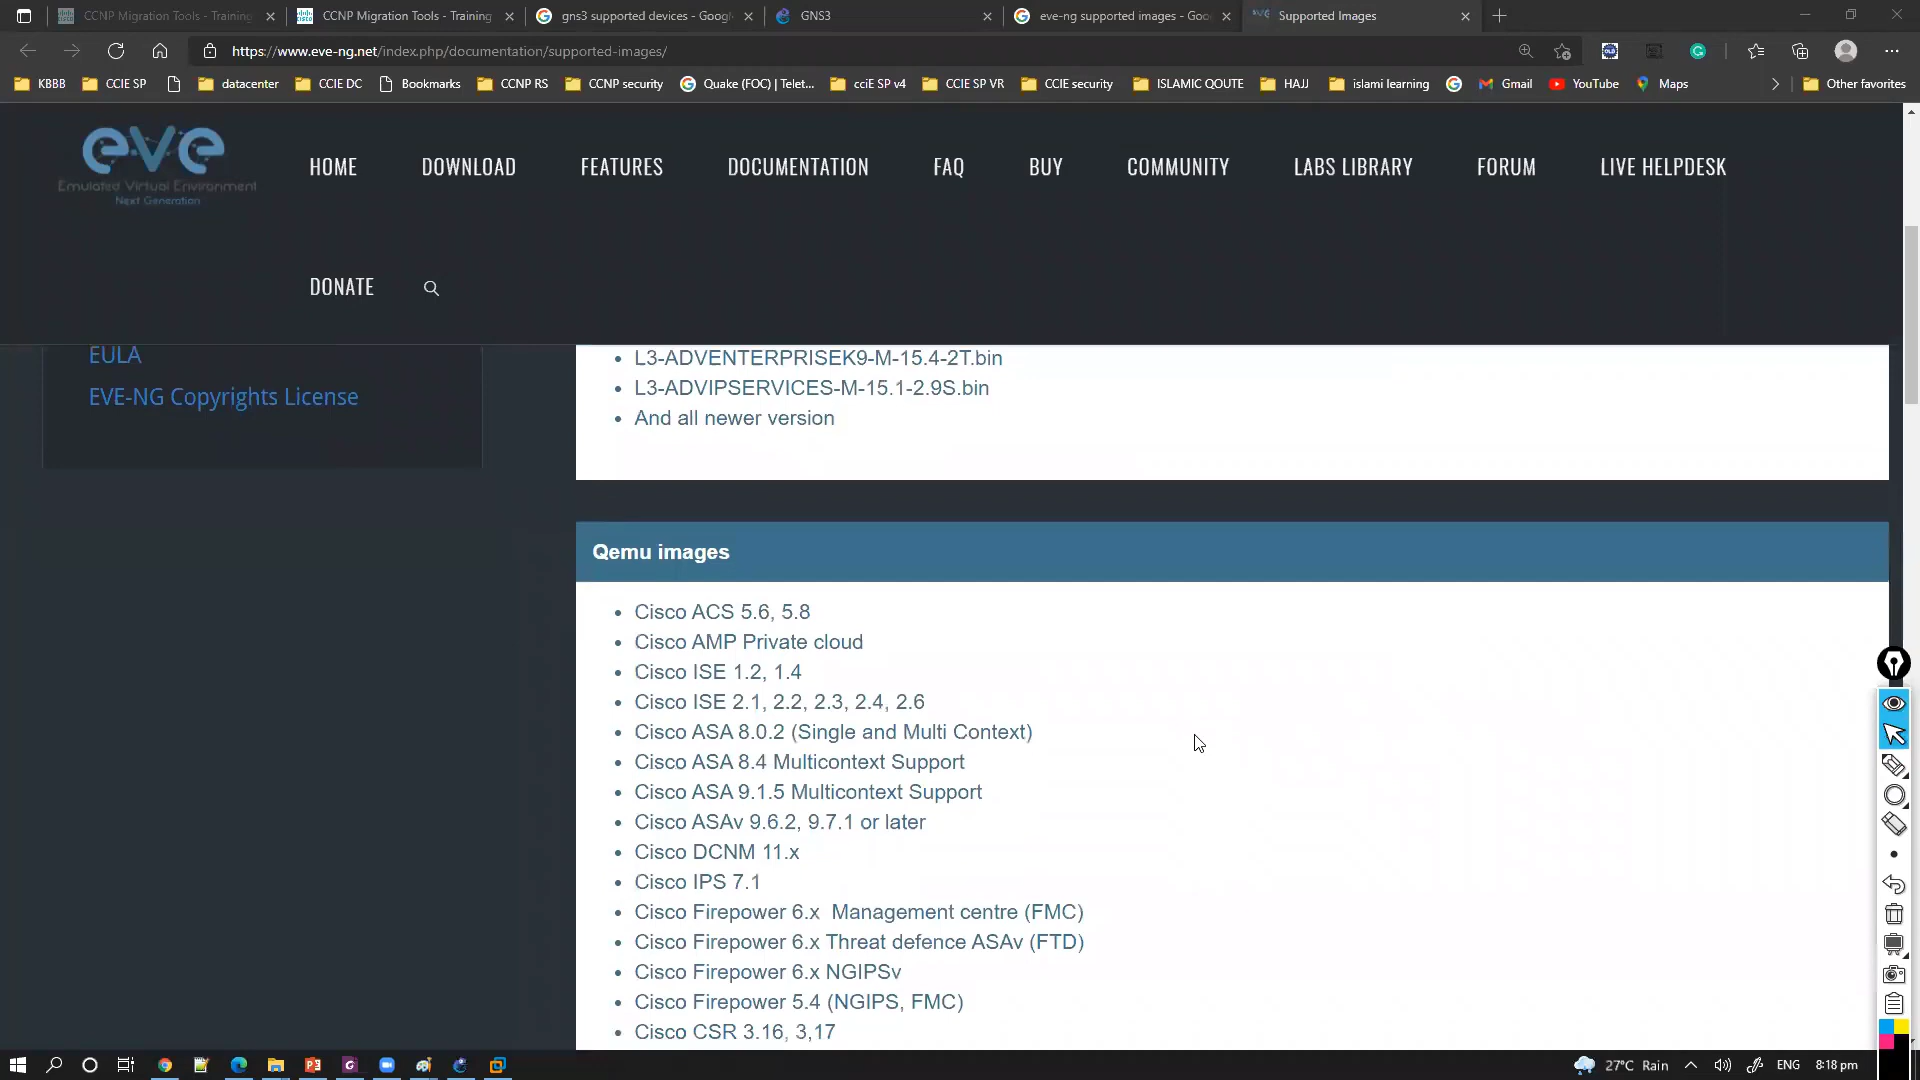 CCNP Migration Tools - Training
CCNP Migration Tools - Training
gns3 supported devices - Googl
GNS3
eve-ng supported images - Goo
Supported Images
https://www.eve-ng.net/index.php/documentation/supported-images/
KBBB
CCIE SP
datacenter
CCIE DC
Bookmarks
CCNP RS
CCNP security
Quake (FOC) | Telet...
cciE SP v4
CCIE SP VR
CCIE security
ISLAMIC QOUTE
HAJJ
islami learning
Gmail
YouTube
Maps
Other favorites
eve
Emulated Virtual Environment
Next Generation
HOME
DOWNLOAD
FEATURES
DOCUMENTATION
FAQ
BUY
COMMUNITY
LABS LIBRARY
FORUM
LIVE HELPDESK
DONATE
EULA
EVE-NG Copyrights License
L3-ADVENTERPRISEK9-M-15.4-2T.bin
L3-ADVIPSERVICES-M-15.1-2.9S.bin
And all newer version
Qemu images
Cisco ACS 5.6, 5.8
Cisco AMP Private cloud
Cisco ISE 1.2, 1.4
Cisco ISE 2.1, 2.2, 2.3, 2.4, 2.6
Cisco ASA 8.0.2 (Single and Multi Context)
Cisco ASA 8.4 Multicontext Support
Cisco ASA 9.1.5 Multicontext Support
Cisco ASAv 9.6.2, 9.7.1 or later
Cisco DCNM 11.x
Cisco IPS 7.1
Cisco Firepower 6.x Management centre (FMC)
Cisco Firepower 6.x Threat defence ASAv (FTD)
Cisco Firepower 6.x NGIPSv
Cisco Firepower 5.4 (NGIPS, FMC)
Cisco CSR 3.16, 3,17
27°C Rain
ENG
8:18 pm